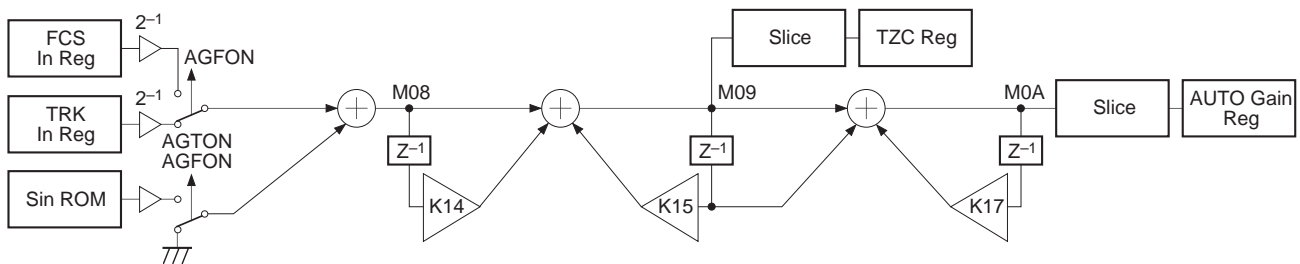 FCS
In Reg
2⁻¹
AGFON
TRK
In Reg
2⁻¹
AGTON
AGFON
Sin ROM
M08
Z⁻¹
K14
Slice
TZC Reg
M09
Z⁻¹
K15
M0A
Z⁻¹
K17
Slice
AUTO Gain
Reg